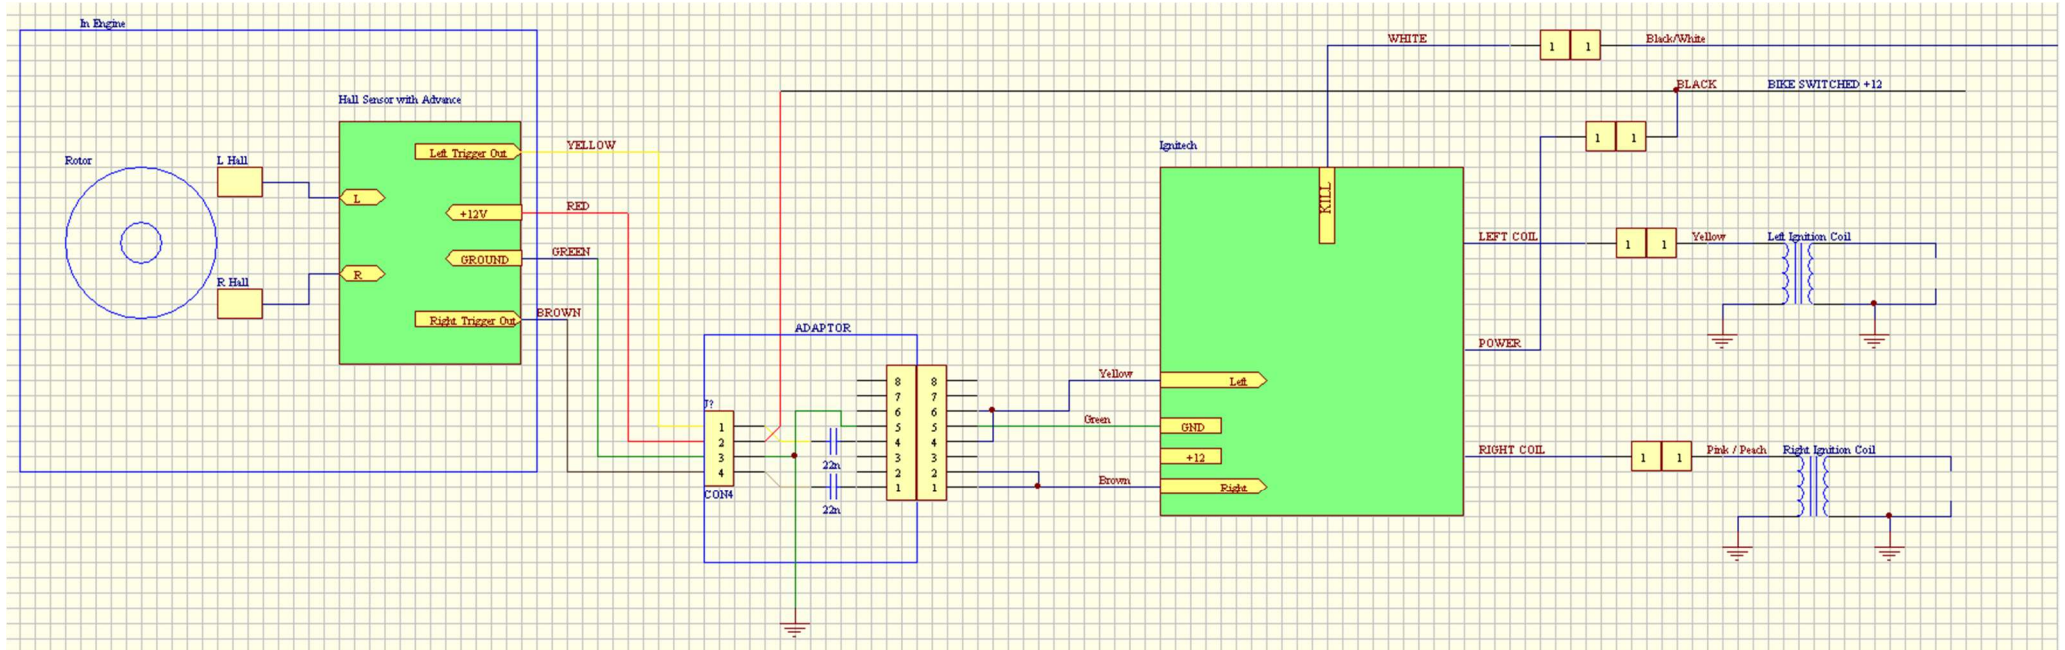 In Engine
WHITE
1 1
Black/White
BLACK
BIKE SWITCHED +12
Hall Sensor with Advance
1 1
Left Trigger Out
YELLOW
Ignitech
Rotor
L Hall
L
KILL
+12V
RED
LEFT COIL
1 1
Yellow
Left Ignition Coil
GROUND
GREEN
R
R Hall
Right Trigger Out
BROWN
ADAPTOR
POWER
8 8
7 7
6 6
5 5
4 4
3 3
2 2
1 1
Yellow
Left
J?
1
2
3
4
CON4
22n
22n
Green
GND
+12
Brown
Right
RIGHT COIL
1 1
Pink / Peach
Right Ignition Coil